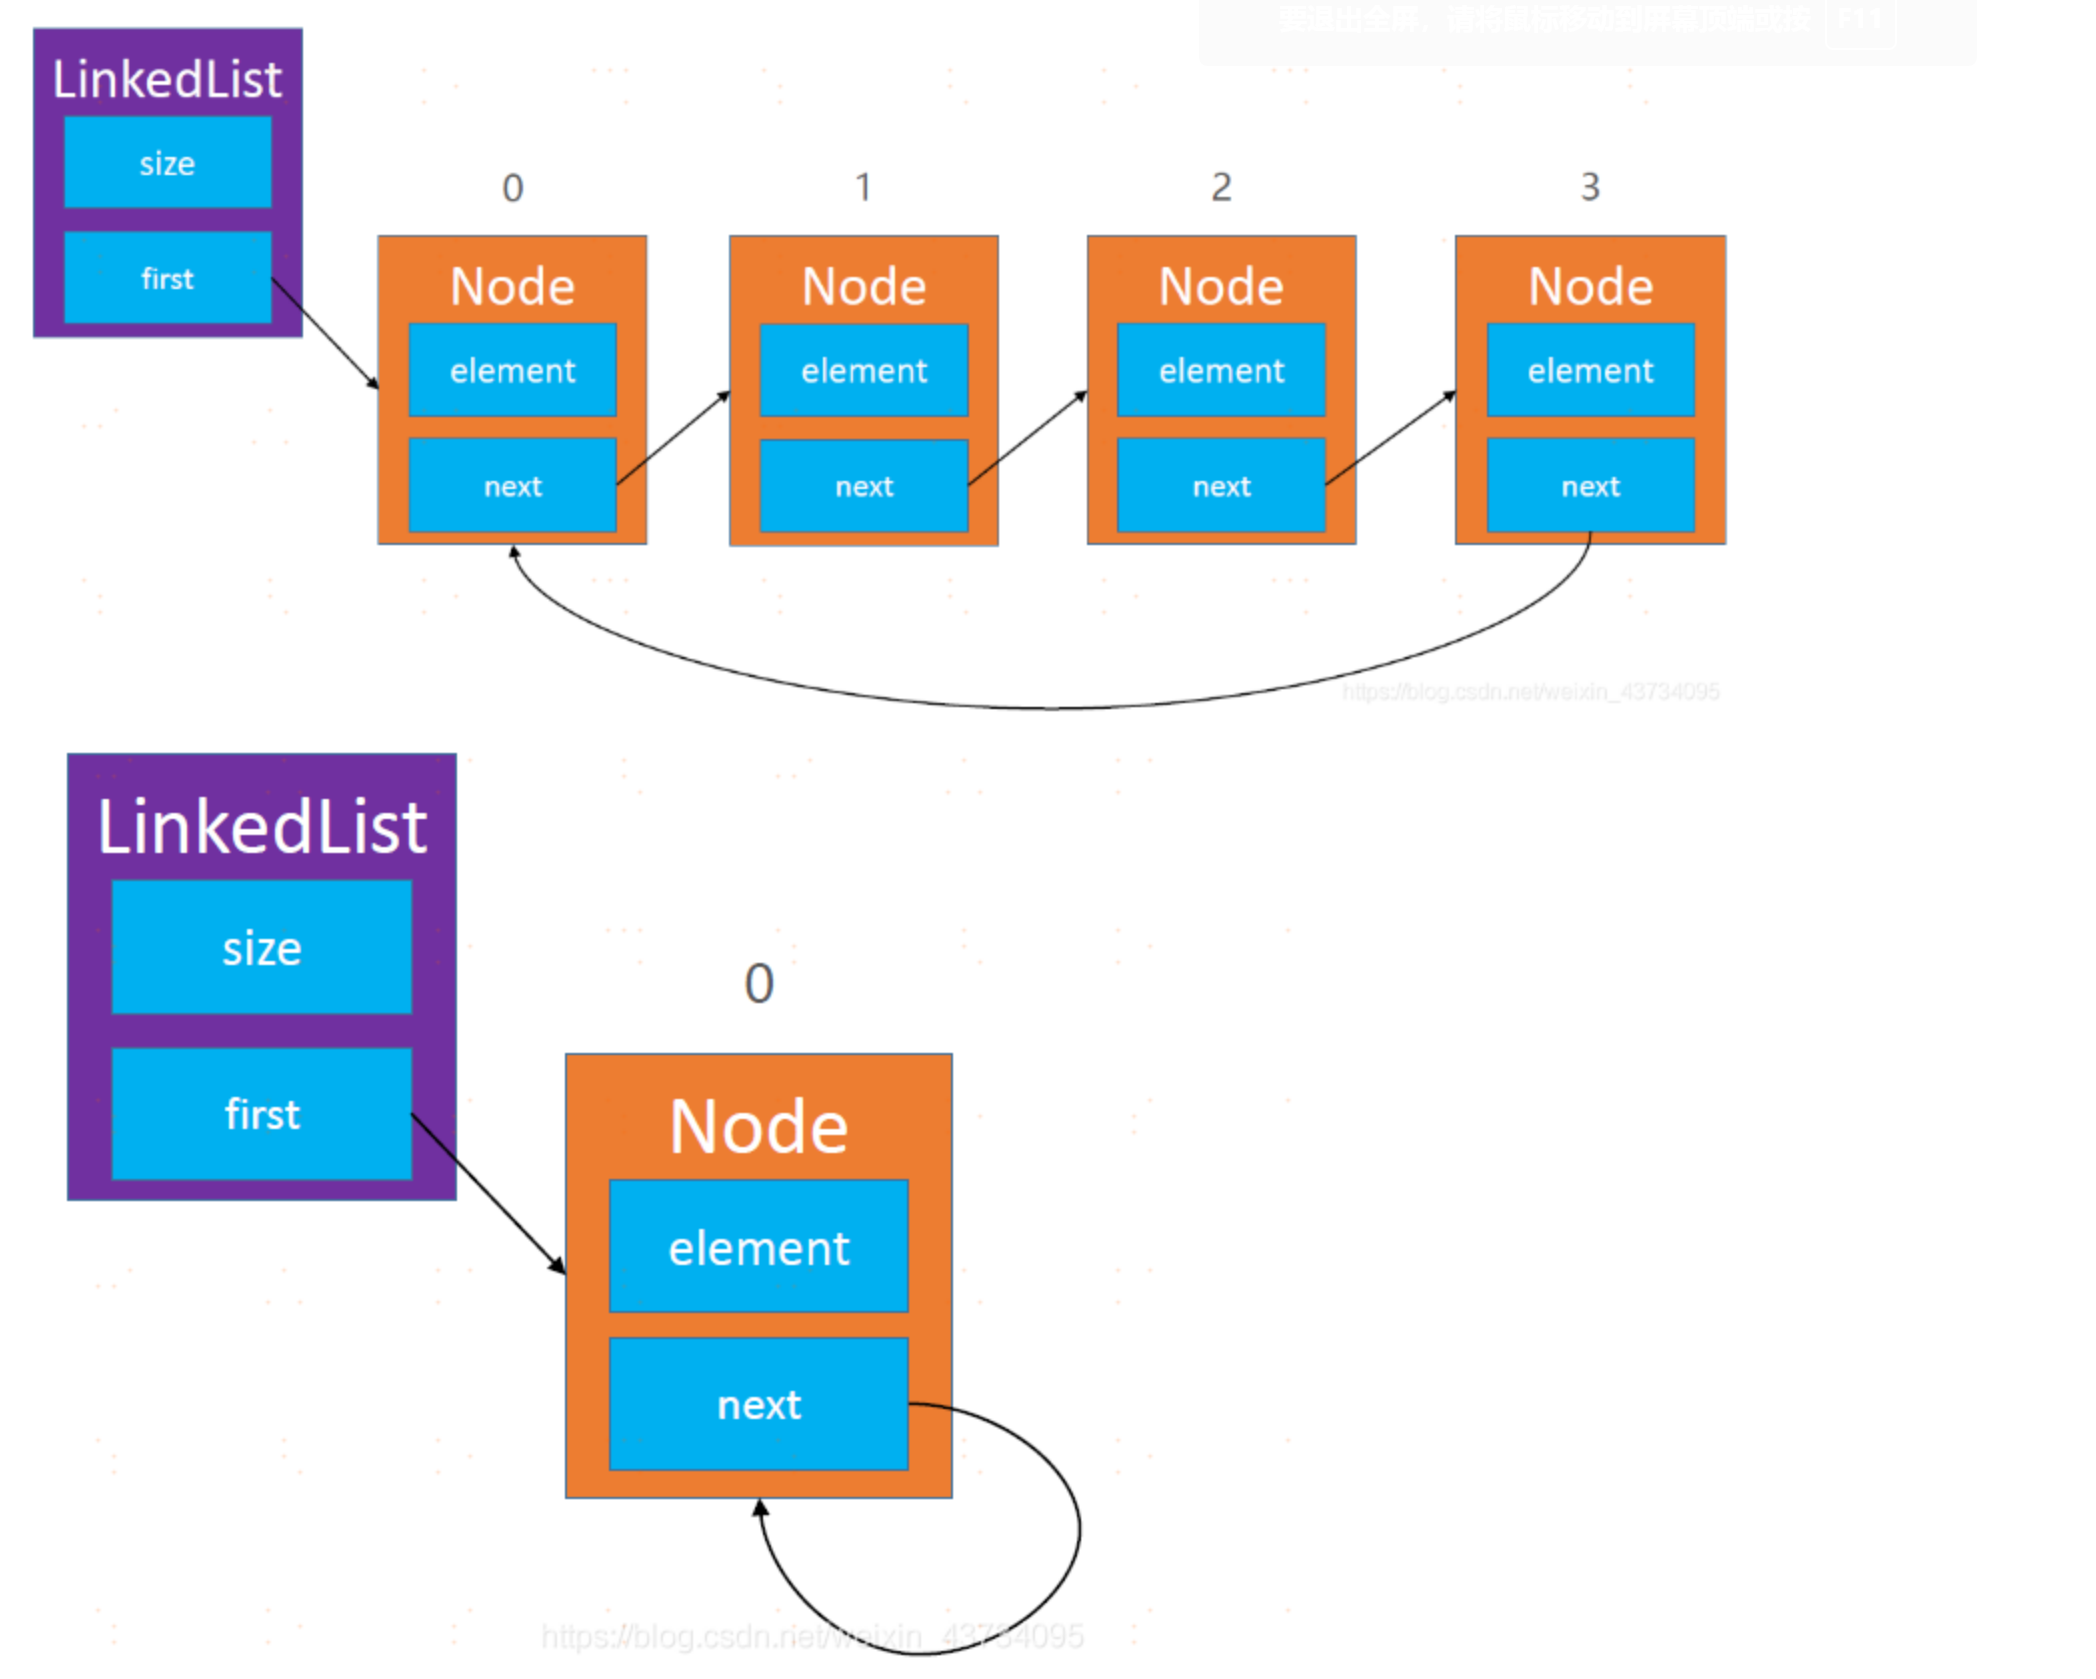 要退出全屏，请将鼠标移动到屏幕顶端或按 F11
LinkedList
size
first
0 1 2 3
Node Node Node Node
element element element element
next next next next
https://blog.csdn.net/weixin_43734095
LinkedList
size
first
0
Node
element
next
https://blog.csdn.net/weixin_43734095